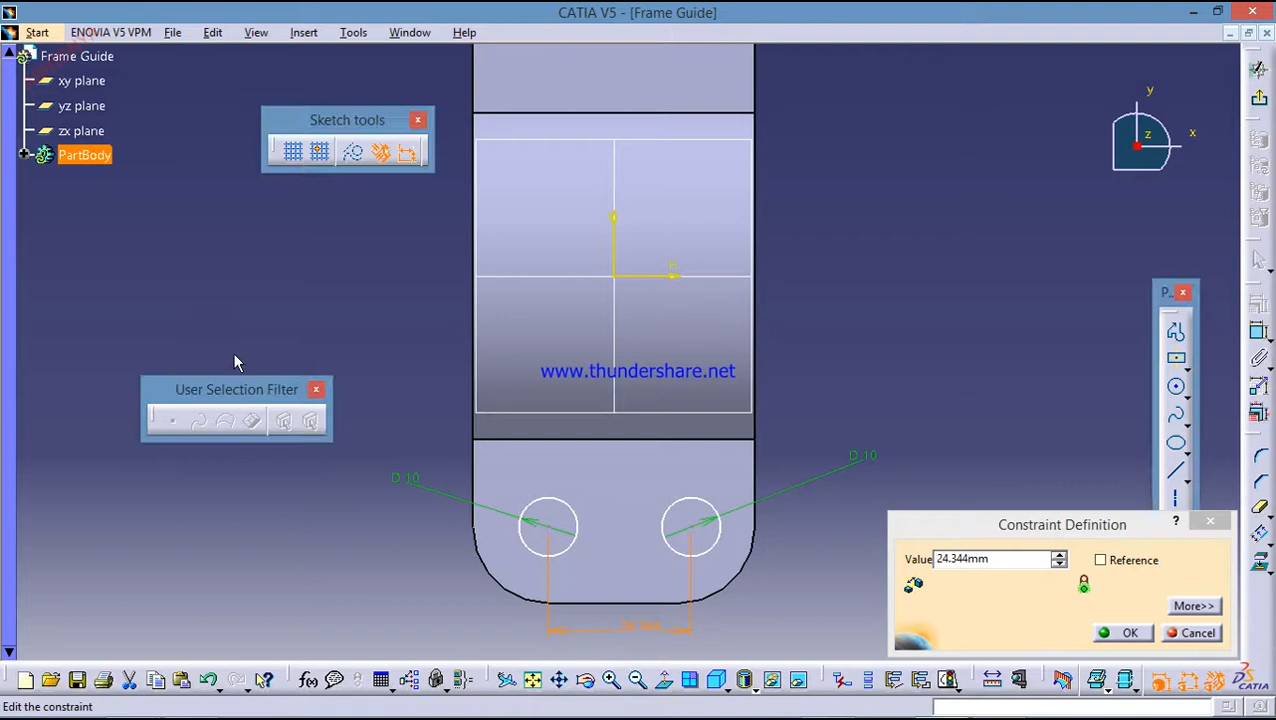 CATIA V5 - [Frame Guide]
Start ENOVIA V5 VPM File Edit View Insert Tools Window Help
Frame Guide
xy plane
yz plane
zx plane
PartBody
Sketch tools
y
x
z
H
P...
www.thundershare.net
User Selection Filter
D 10
D 10
Constraint Definition
Value 24.344mm Reference
More>>
OK Cancel
Edit the constraint